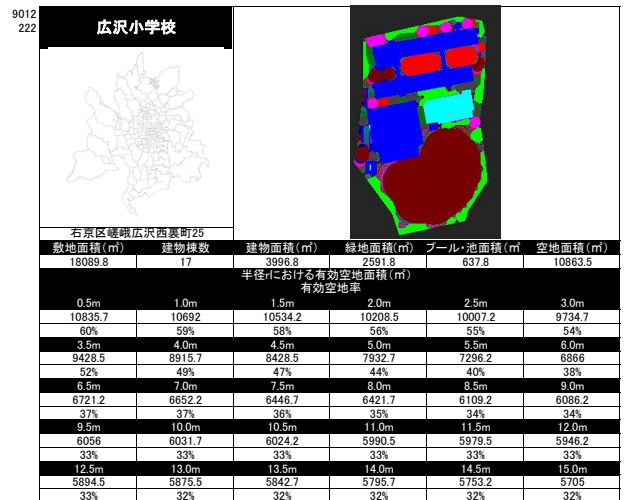 9012
222
広沢小学校
右京区嵯峨広沢西裏町25
敷地面積(㎡) 建物棟数 建物面積(㎡) 緑地面積(㎡) プール・池面積(㎡ 空地面積(㎡)
18089.8 17 3996.8 2591.8 637.8 10863.5
半径rにおける有効空地面積(㎡)
有効空地率
0.5m 1.0m 1.5m 2.0m 2.5m 3.0m
10835.7 10692 10534.2 10208.5 10007.2 9734.7
60% 59% 58% 56% 55% 54%
3.5m 4.0m 4.5m 5.0m 5.5m 6.0m
9428.5 8915.7 8428.5 7932.7 7296.2 6866
52% 49% 47% 44% 40% 38%
6.5m 7.0m 7.5m 8.0m 8.5m 9.0m
6721.2 6652.2 6446.7 6421.7 6109.2 6086.2
37% 37% 36% 35% 34% 34%
9.5m 10.0m 10.5m 11.0m 11.5m 12.0m
6056 6031.7 6024.2 5990.5 5979.5 5946.2
33% 33% 33% 33% 33% 33%
12.5m 13.0m 13.5m 14.0m 14.5m 15.0m
5894.5 5875.5 5842.7 5795.7 5753.2 5705
33% 32% 32% 32% 32% 32%